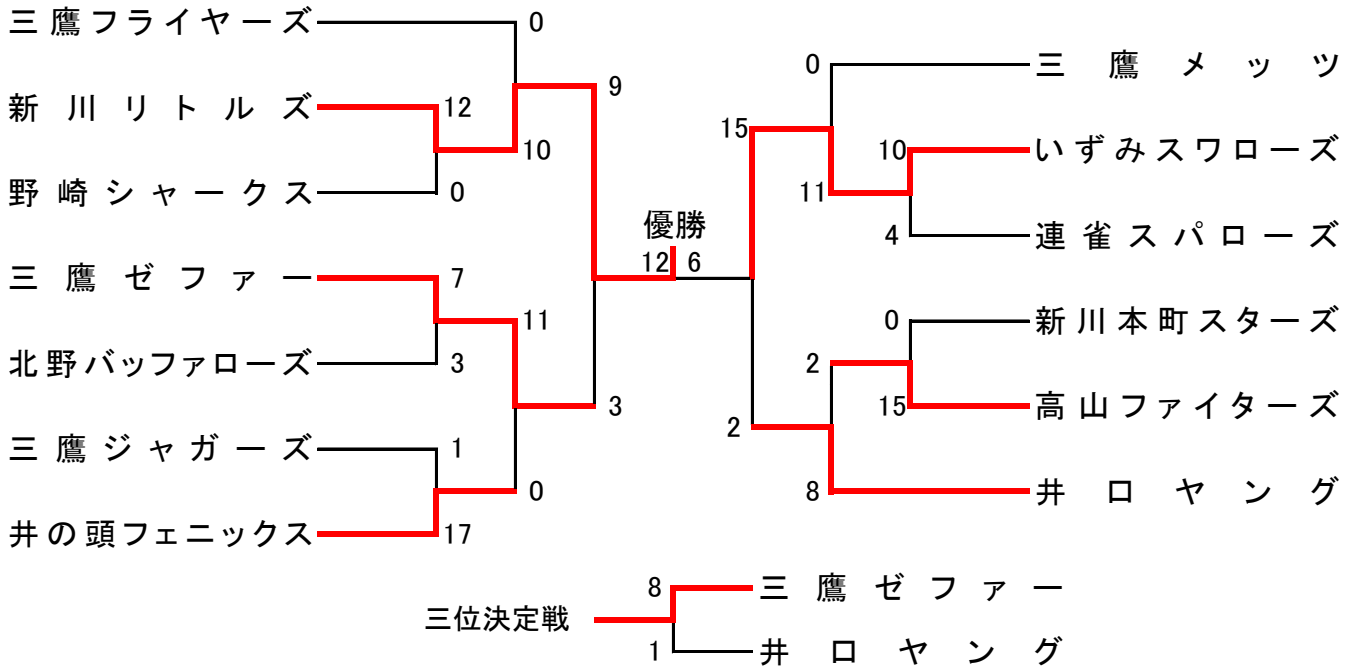 三鷹フライヤーズ 0
9
新川リトルズ 12
10
野崎シャークス 0
三鷹ゼファー 7
11
北野バッファローズ 3
3
三鷹ジャガーズ 1
0
井の頭フェニックス 17
優勝
12 6
0 三鷹メッツ
15
10 いずみスワローズ
11
4 連雀スパローズ
0 新川本町スターズ
2
15 高山ファイターズ
2
8 井口ヤング
三位決定戦
8 三鷹ゼファー
1 井口ヤング